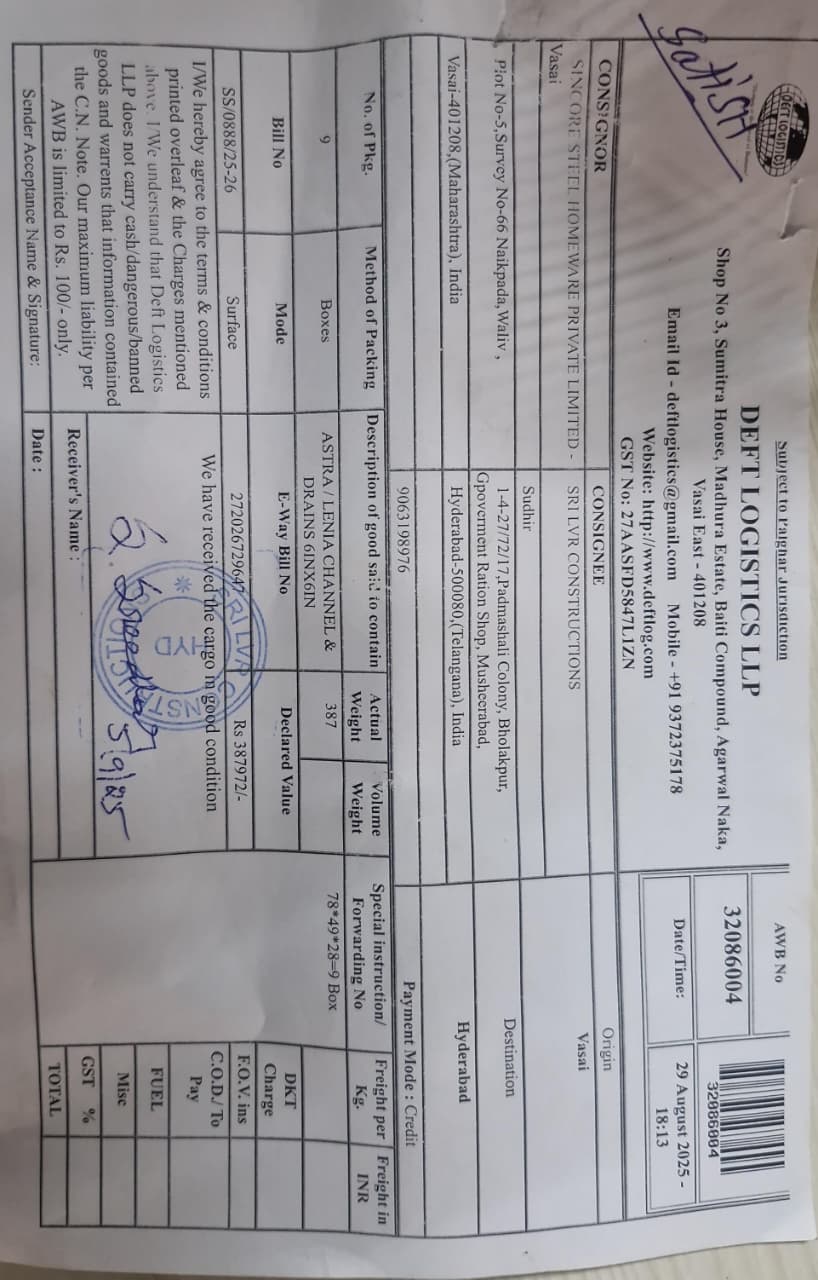 Subject to Palghar Jurisdiction
DEFT LOGISTICS
DEFT LOGISTICS LLP
Shop No 3, Sumitra House, Madhura Estate, Baiti Compound, Agarwal Naka,
Vasai East - 401208
Email Id - deftlogistics@gmail.com Mobile - +91 9372375178
Website: http://www.deftlog.com
GST No: 27AASFD5847L1ZN
Satish
AWB No
32086004
32086004
Date/Time:
29 August 2025 -
18:13
CONSIGNOR
CONSIGNEE
Origin
SINCORE STEEL HOMEWARE PRIVATE LIMITED -
Vasai
SRI LVR CONSTRUCTIONS
Vasai
Sudhir
Plot No-5,Survey No-66 Naikpada,Waliv ,
1-4-27/72/17,Padmashali Colony, Bholakpur,
Gpoverment Ration Shop, Musheerabad,
Destination
Vasai-401208,(Maharashtra), India
Hyderabad-500080,(Telangana), India
Hyderabad
9063198976
Payment Mode : Credit
No. of Pkg.
Method of Packing
Description of good said to contain
Actual
Weight
Volume
Weight
Special instruction/
Forwarding No
Freight per
Kg.
Freight in
INR
9
Boxes
ASTRA / LENIA CHANNEL &
DRAINS 6INX6IN
387
78*49*28=9 Box
Bill No
Mode
E-Way Bill No
Declared Value
DKT
Charge
SS/0888/25-26
Surface
Rs 387972/-
F.O.V. ins
C.O.D./ To
Pay
FUEL
Misc
GST %
TOTAL
I/We hereby agree to the terms & conditions
printed overleaf & the Charges mentioned
above. I/We understand that Deft Logistics
LLP does not carry cash/dangerous/banned
goods and warrents that information contained
the C.N. Note. Our maximum liability per
AWB is limited to Rs. 100/- only.
We have received the cargo in good condition
SRI LVR CONSTRUCTIONS
HYD
5/9/25
Receiver's Name :
Sender Acceptance Name & Signature:
Date :